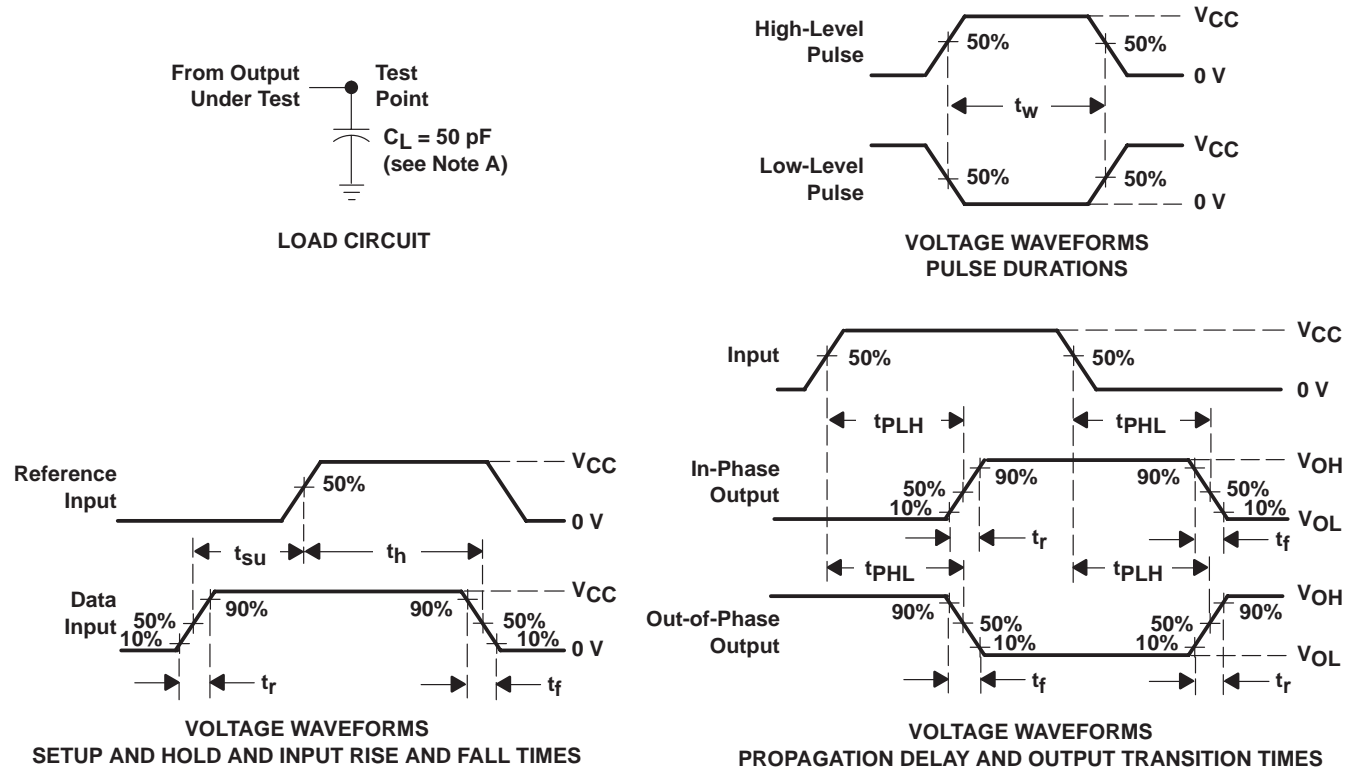 From Output
Under Test
Test
Point
CL = 50 pF
(see Note A)
LOAD CIRCUIT
High-Level
Pulse
50%
50%
VCC
0 V
tw
Low-Level
Pulse
50%
50%
VCC
0 V
VOLTAGE WAVEFORMS
PULSE DURATIONS
Reference
Input
50%
VCC
0 V
tsu
th
Data
Input
50%
10%
90%
90%
50%
10%
VCC
0 V
tr
tf
VOLTAGE WAVEFORMS
SETUP AND HOLD AND INPUT RISE AND FALL TIMES
Input
50%
50%
VCC
0 V
tPLH
tPHL
In-Phase
Output
50%
10%
90%
90%
50%
10%
VOH
VOL
tr
tf
tPHL
tPLH
Out-of-Phase
Output
90%
50%
10%
50%
10%
90%
VOH
VOL
tf
tr
VOLTAGE WAVEFORMS
PROPAGATION DELAY AND OUTPUT TRANSITION TIMES